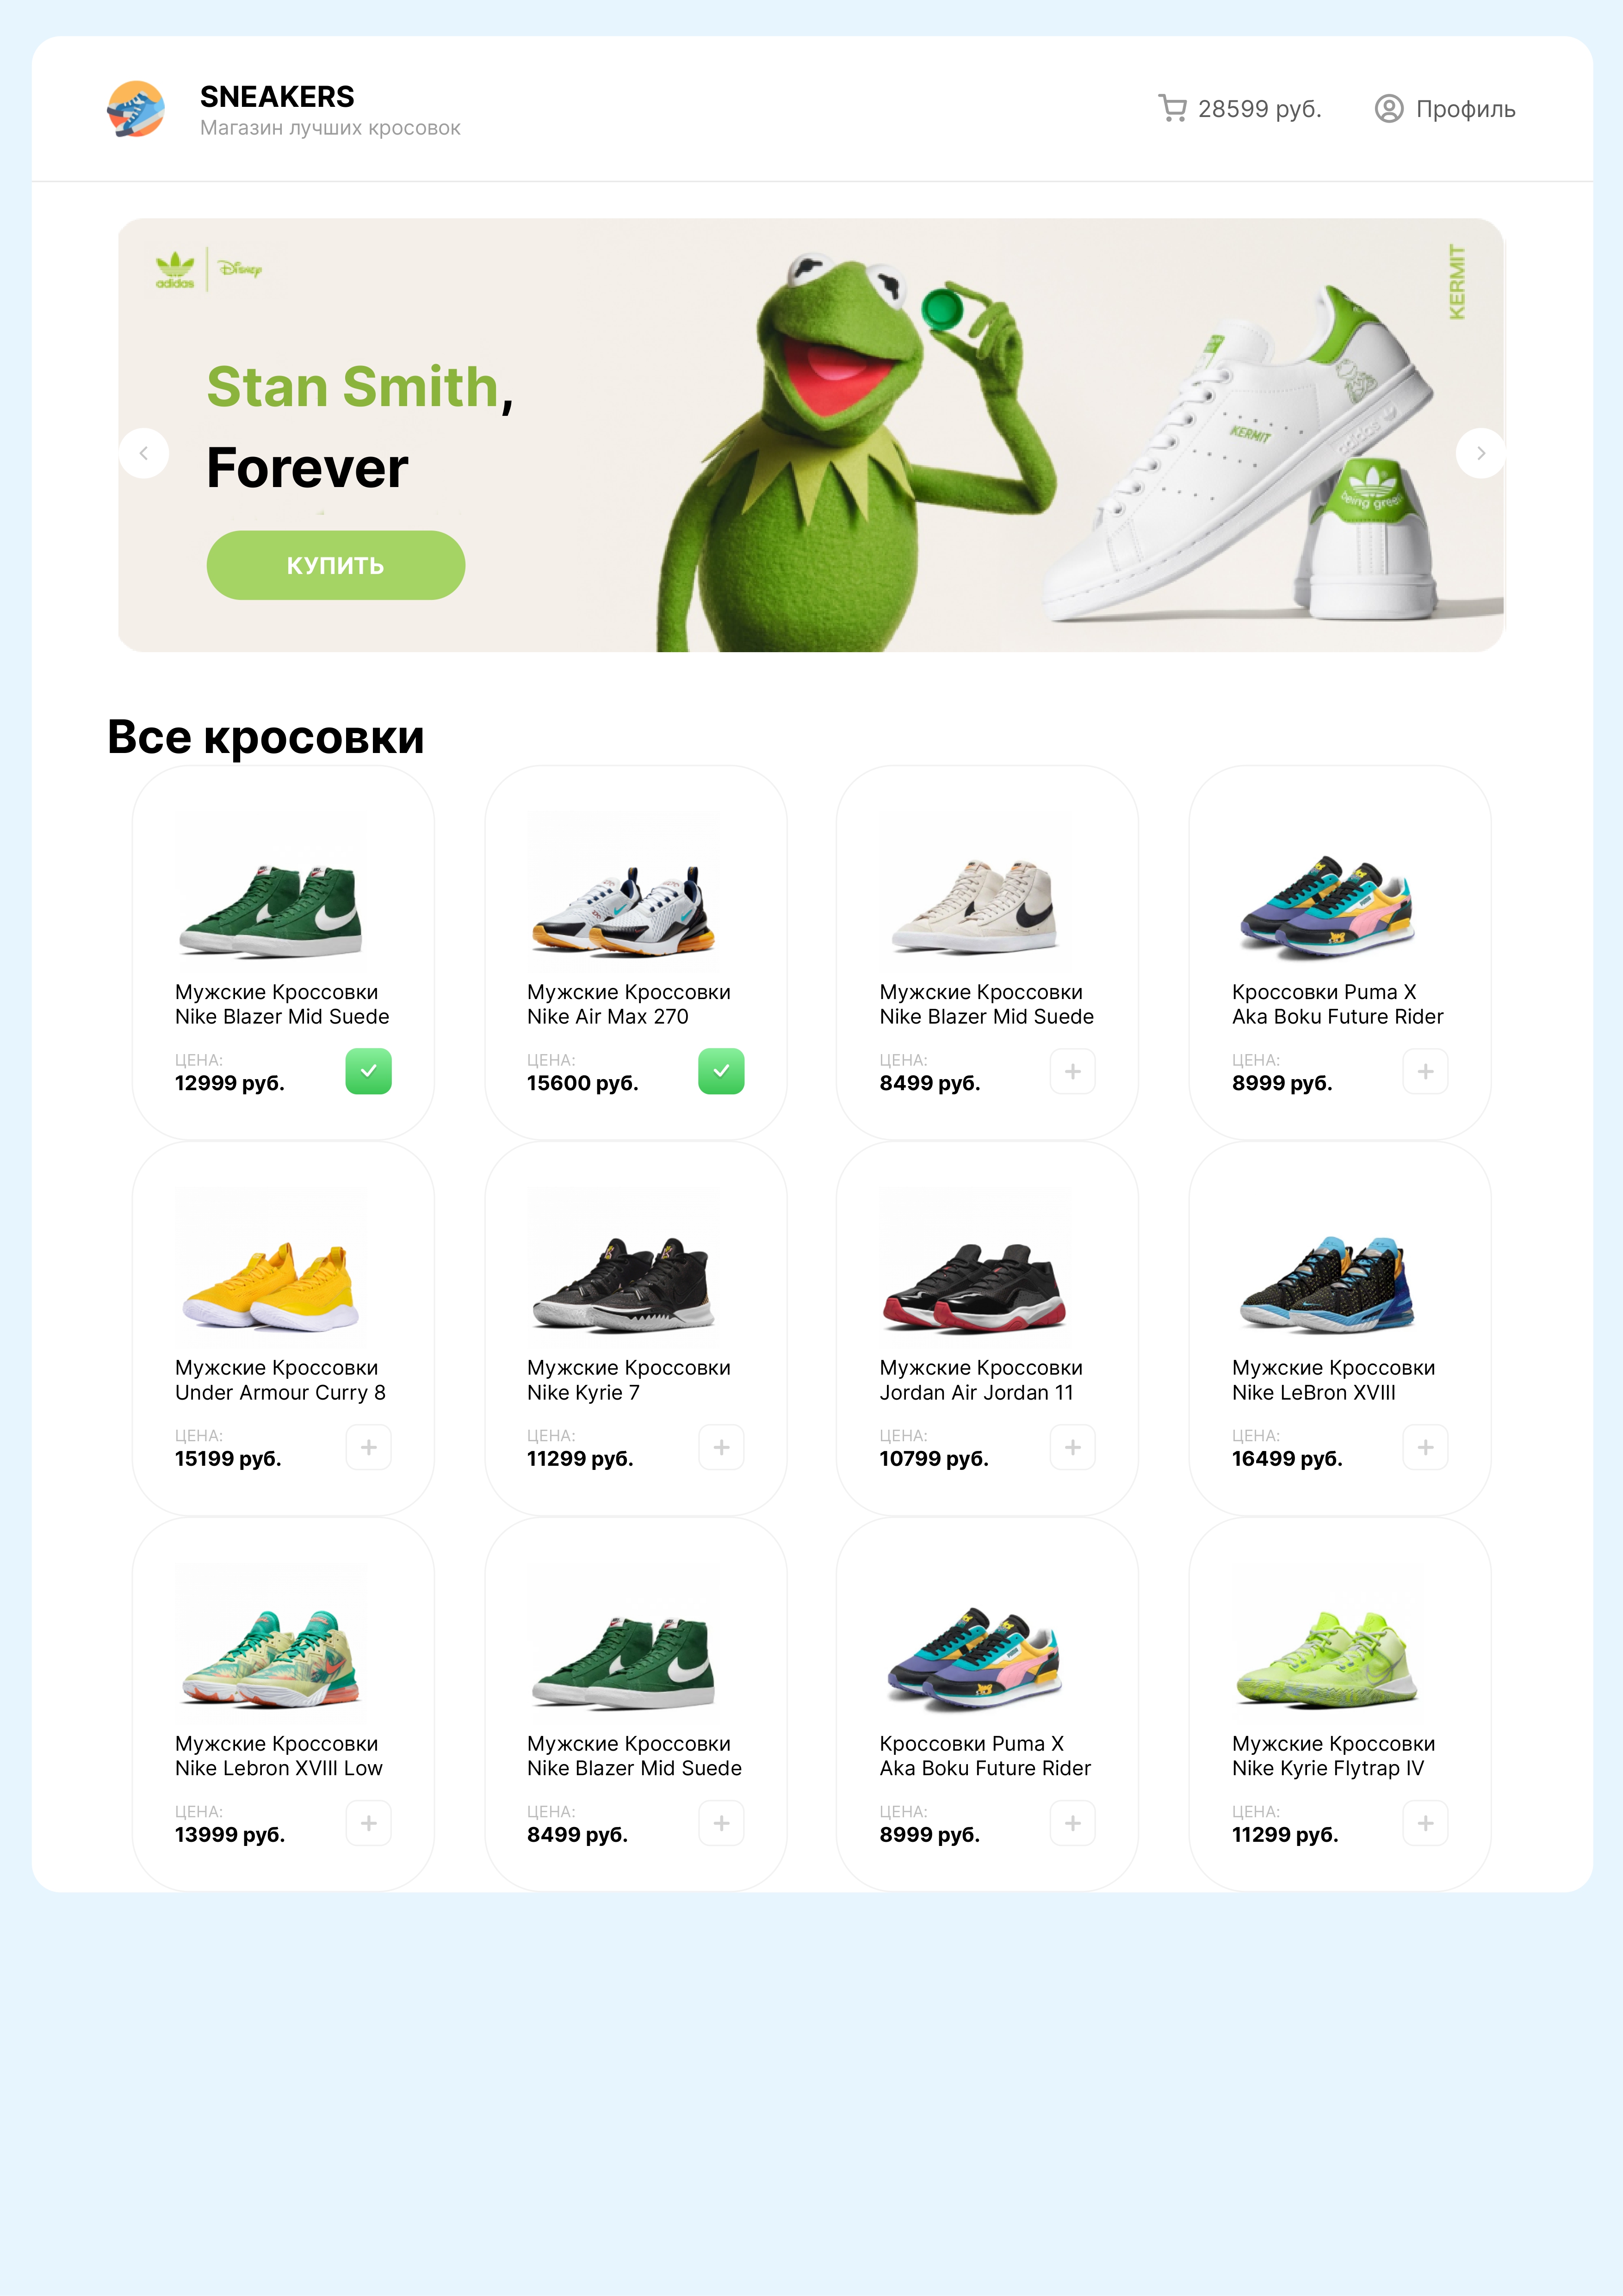 SNEAKERS
Магазин лучших кросовок
28599 руб.
Профиль
adidas
Disney
KERMIT
Stan Smith,
Forever
KERMIT
adidas
being green
КУПИТЬ
Все кросовки
Мужские Кроссовки
Nike Blazer Mid Suede
ЦЕНА:
12999 руб.
Мужские Кроссовки
Nike Air Max 270
ЦЕНА:
15600 руб.
Мужские Кроссовки
Nike Blazer Mid Suede
ЦЕНА:
8499 руб.
Кроссовки Puma X
Aka Boku Future Rider
ЦЕНА:
8999 руб.
Мужские Кроссовки
Under Armour Curry 8
ЦЕНА:
15199 руб.
Мужские Кроссовки
Nike Kyrie 7
ЦЕНА:
11299 руб.
Мужские Кроссовки
Jordan Air Jordan 11
ЦЕНА:
10799 руб.
Мужские Кроссовки
Nike LeBron XVIII
ЦЕНА:
16499 руб.
Мужские Кроссовки
Nike Lebron XVIII Low
ЦЕНА:
13999 руб.
Мужские Кроссовки
Nike Blazer Mid Suede
ЦЕНА:
8499 руб.
Кроссовки Puma X
Aka Boku Future Rider
ЦЕНА:
8999 руб.
Мужские Кроссовки
Nike Kyrie Flytrap IV
ЦЕНА:
11299 руб.